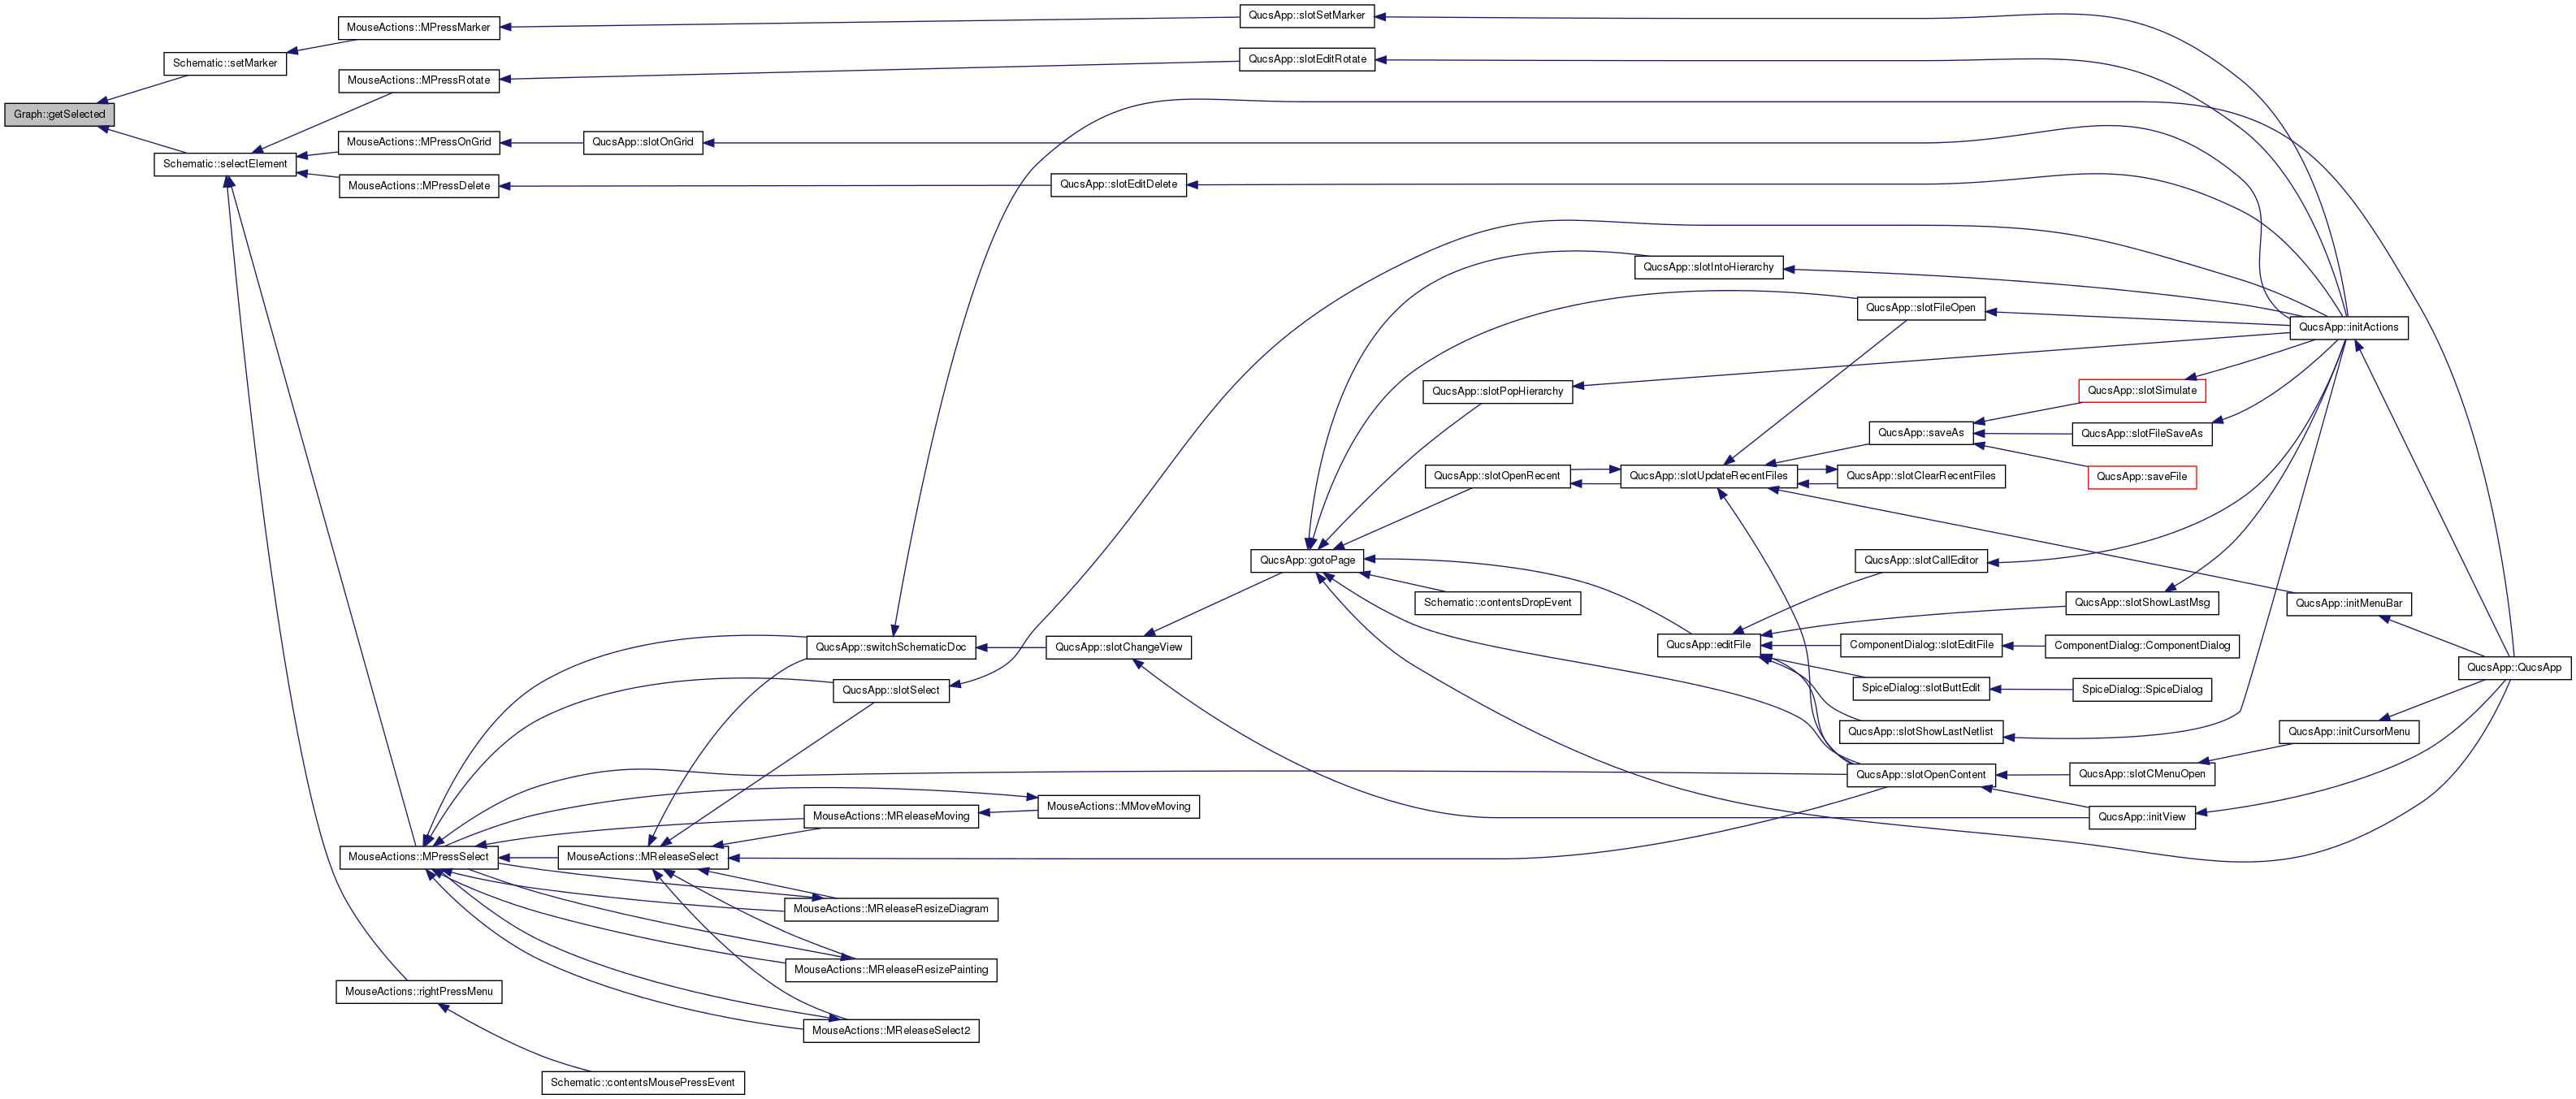 QucsApp::slotSetMarker
MouseActions::MPressMarker
QucsApp::slotEditRotate
Schematic::setMarker
MouseActions::MPressRotate
Graph::getSelected
MouseActions::MPressOnGrid
QucsApp::slotOnGrid
Schematic::selectElement
MouseActions::MPressDelete
QucsApp::slotEditDelete
QucsApp::slotIntoHierarchy
QucsApp::slotFileOpen
QucsApp::initActions
QucsApp::slotPopHierarchy
QucsApp::slotSimulate
QucsApp::saveAs
QucsApp::slotFileSaveAs
QucsApp::slotOpenRecent
QucsApp::slotUpdateRecentFiles
QucsApp::slotClearRecentFiles
QucsApp::saveFile
QucsApp::gotoPage
QucsApp::slotCallEditor
Schematic::contentsDropEvent
QucsApp::slotShowLastMsg
QucsApp::initMenuBar
QucsApp::switchSchematicDoc
QucsApp::slotChangeView
QucsApp::editFile
ComponentDialog::slotEditFile
ComponentDialog::ComponentDialog
QucsApp::QucsApp
QucsApp::slotSelect
SpiceDialog::slotButtEdit
SpiceDialog::SpiceDialog
QucsApp::slotShowLastNetlist
QucsApp::initCursorMenu
QucsApp::slotOpenContent
QucsApp::slotCMenuOpen
MouseActions::MMoveMoving
MouseActions::MReleaseMoving
QucsApp::initView
MouseActions::MPressSelect
MouseActions::MReleaseSelect
MouseActions::MReleaseResizeDiagram
MouseActions::MReleaseResizePainting
MouseActions::rightPressMenu
MouseActions::MReleaseSelect2
Schematic::contentsMousePressEvent